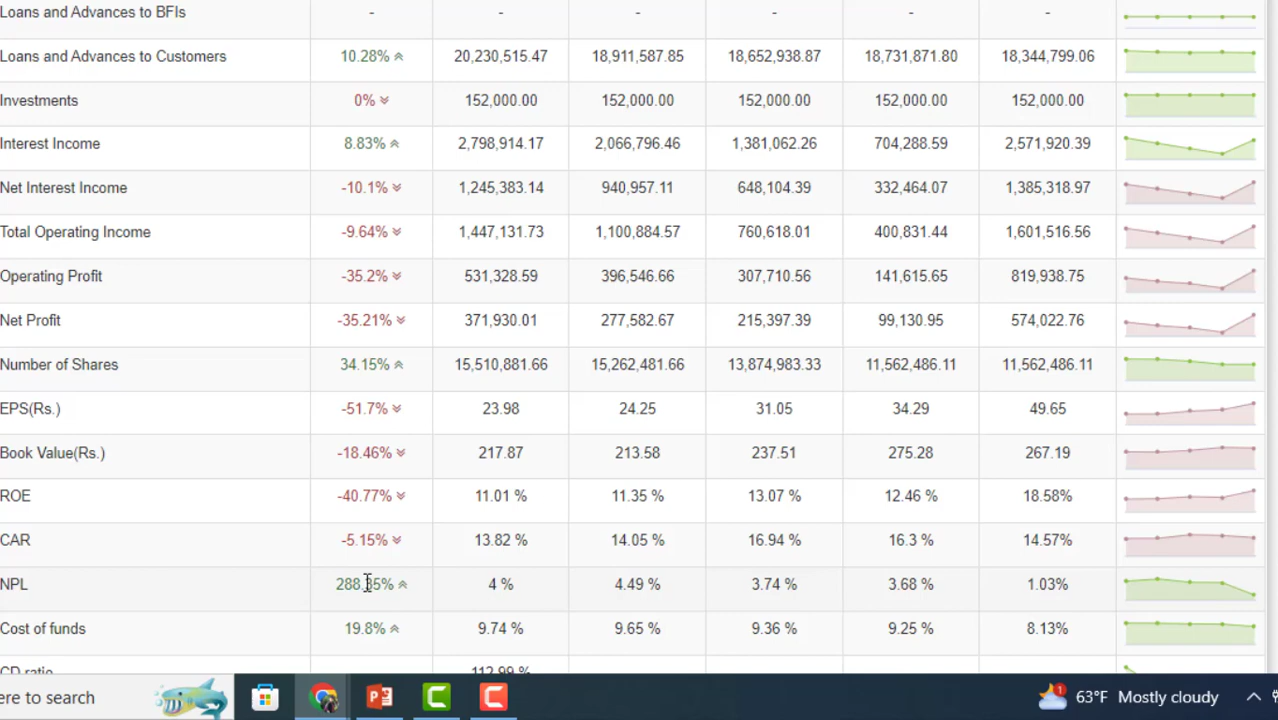 Loans and Advances to BFIs - - - - - -
Loans and Advances to Customers 10.28% 20,230,515.47 18,911,587.85 18,652,938.87 18,731,871.80 18,344,799.06
Investments 0% 152,000.00 152,000.00 152,000.00 152,000.00 152,000.00
Interest Income 8.83% 2,798,914.17 2,066,796.46 1,381,062.26 704,288.59 2,571,920.39
Net Interest Income -10.1% 1,245,383.14 940,957.11 648,104.39 332,464.07 1,385,318.97
Total Operating Income -9.64% 1,447,131.73 1,100,884.57 760,618.01 400,831.44 1,601,516.56
Operating Profit -35.2% 531,328.59 396,546.66 307,710.56 141,615.65 819,938.75
Net Profit -35.21% 371,930.01 277,582.67 215,397.39 99,130.95 574,022.76
Number of Shares 34.15% 15,510,881.66 15,262,481.66 13,874,983.33 11,562,486.11 11,562,486.11
EPS(Rs.) -51.7% 23.98 24.25 31.05 34.29 49.65
Book Value(Rs.) -18.46% 217.87 213.58 237.51 275.28 267.19
ROE -40.77% 11.01 % 11.35 % 13.07 % 12.46 % 18.58%
CAR -5.15% 13.82 % 14.05 % 16.94 % 16.3 % 14.57%
NPL 288.35% 4 % 4.49 % 3.74 % 3.68 % 1.03%
Cost of funds 19.8% 9.74 % 9.65 % 9.36 % 9.25 % 8.13%
CD ratio 112.99 %
ere to search 63°F Mostly cloudy